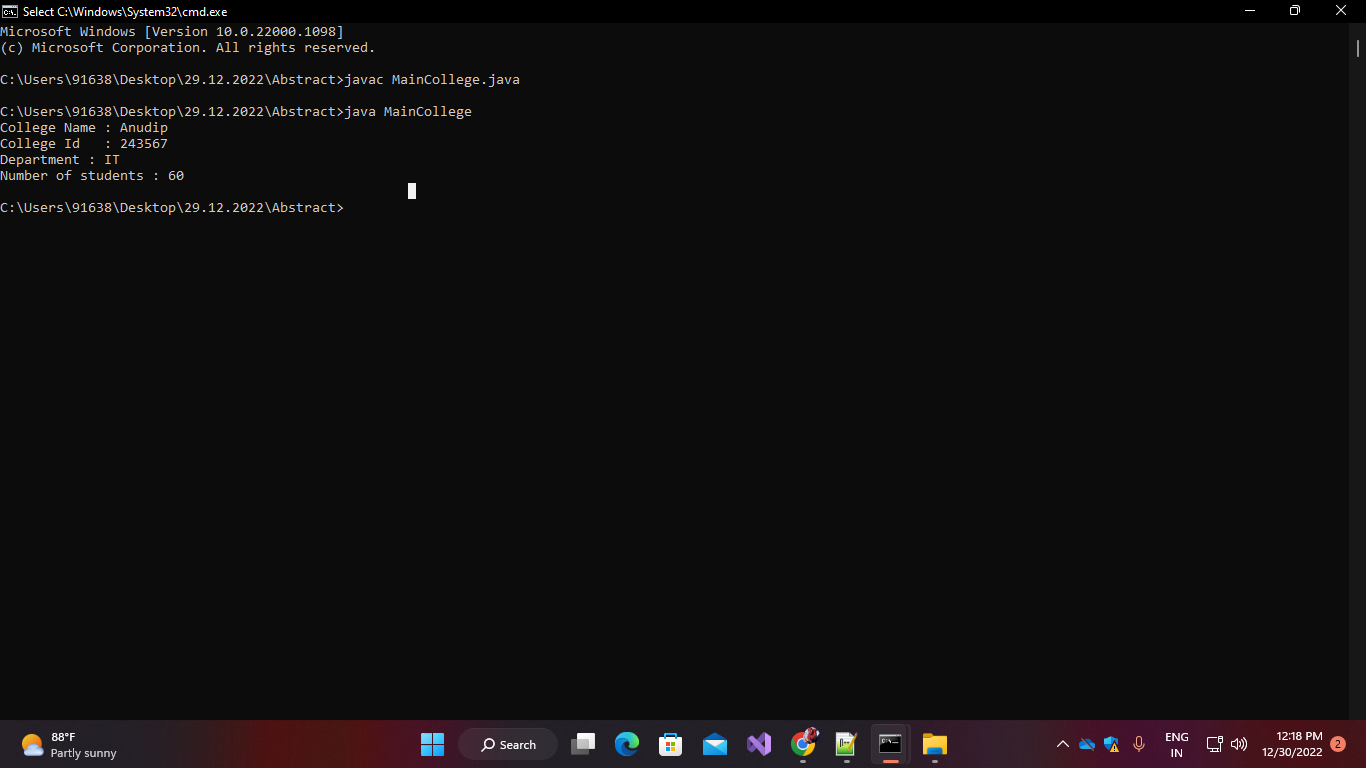 Select C:\Windows\System32\cmd.exe
Microsoft Windows [Version 10.0.22000.1098]
(c) Microsoft Corporation. All rights reserved.
C:\Users\91638\Desktop\29.12.2022\Abstract>javac MainCollege.java
C:\Users\91638\Desktop\29.12.2022\Abstract>java MainCollege
College Name : Anudip
College Id   : 243567
Department : IT
Number of students : 60
C:\Users\91638\Desktop\29.12.2022\Abstract>
88°F
Partly sunny
Search
ENG
IN
12:18 PM
12/30/2022
2